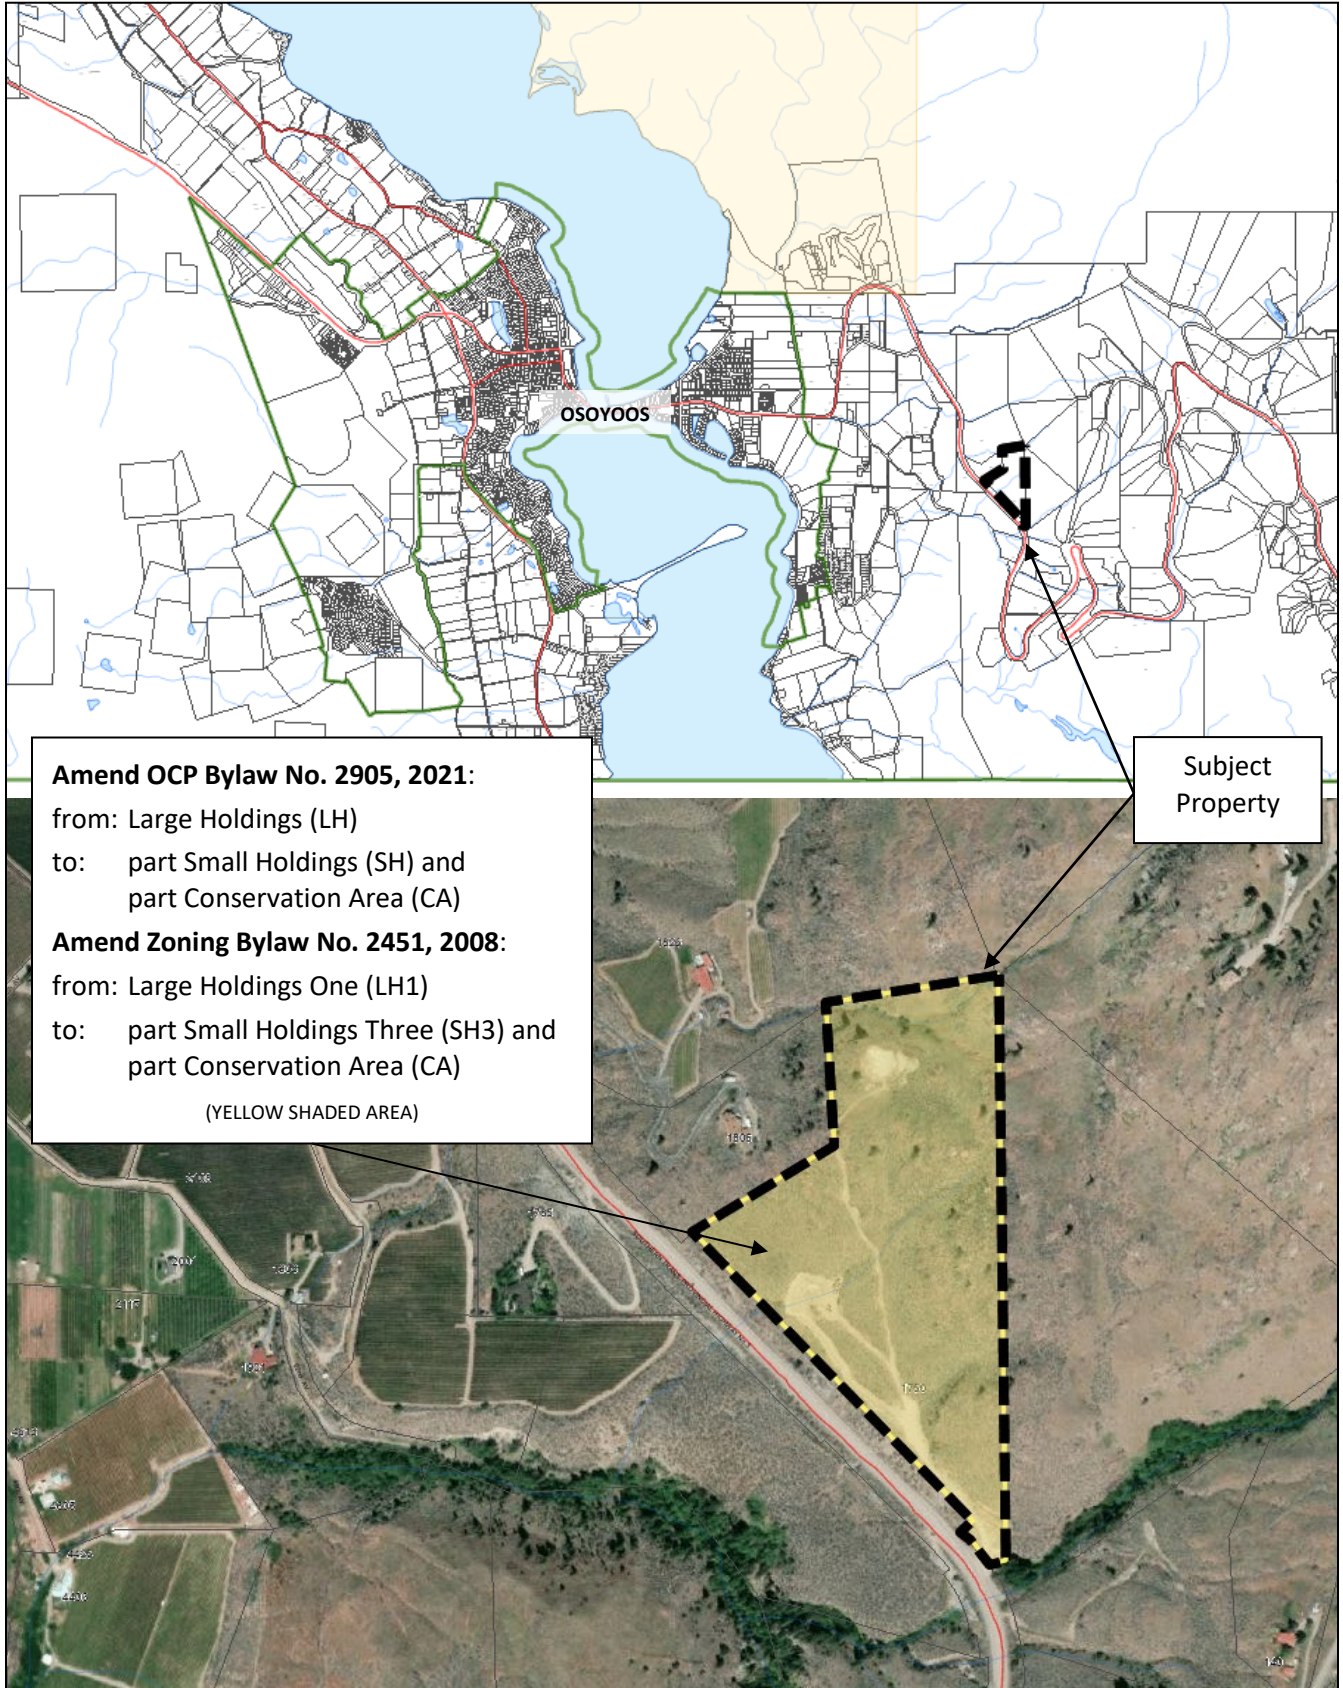 OSOYOOS
Amend OCP Bylaw No. 2905, 2021:
from: Large Holdings (LH)
to: part Small Holdings (SH) and
part Conservation Area (CA)
Amend Zoning Bylaw No. 2451, 2008:
from: Large Holdings One (LH1)
to: part Small Holdings Three (SH3) and
part Conservation Area (CA)
(YELLOW SHADED AREA)
Subject
Property